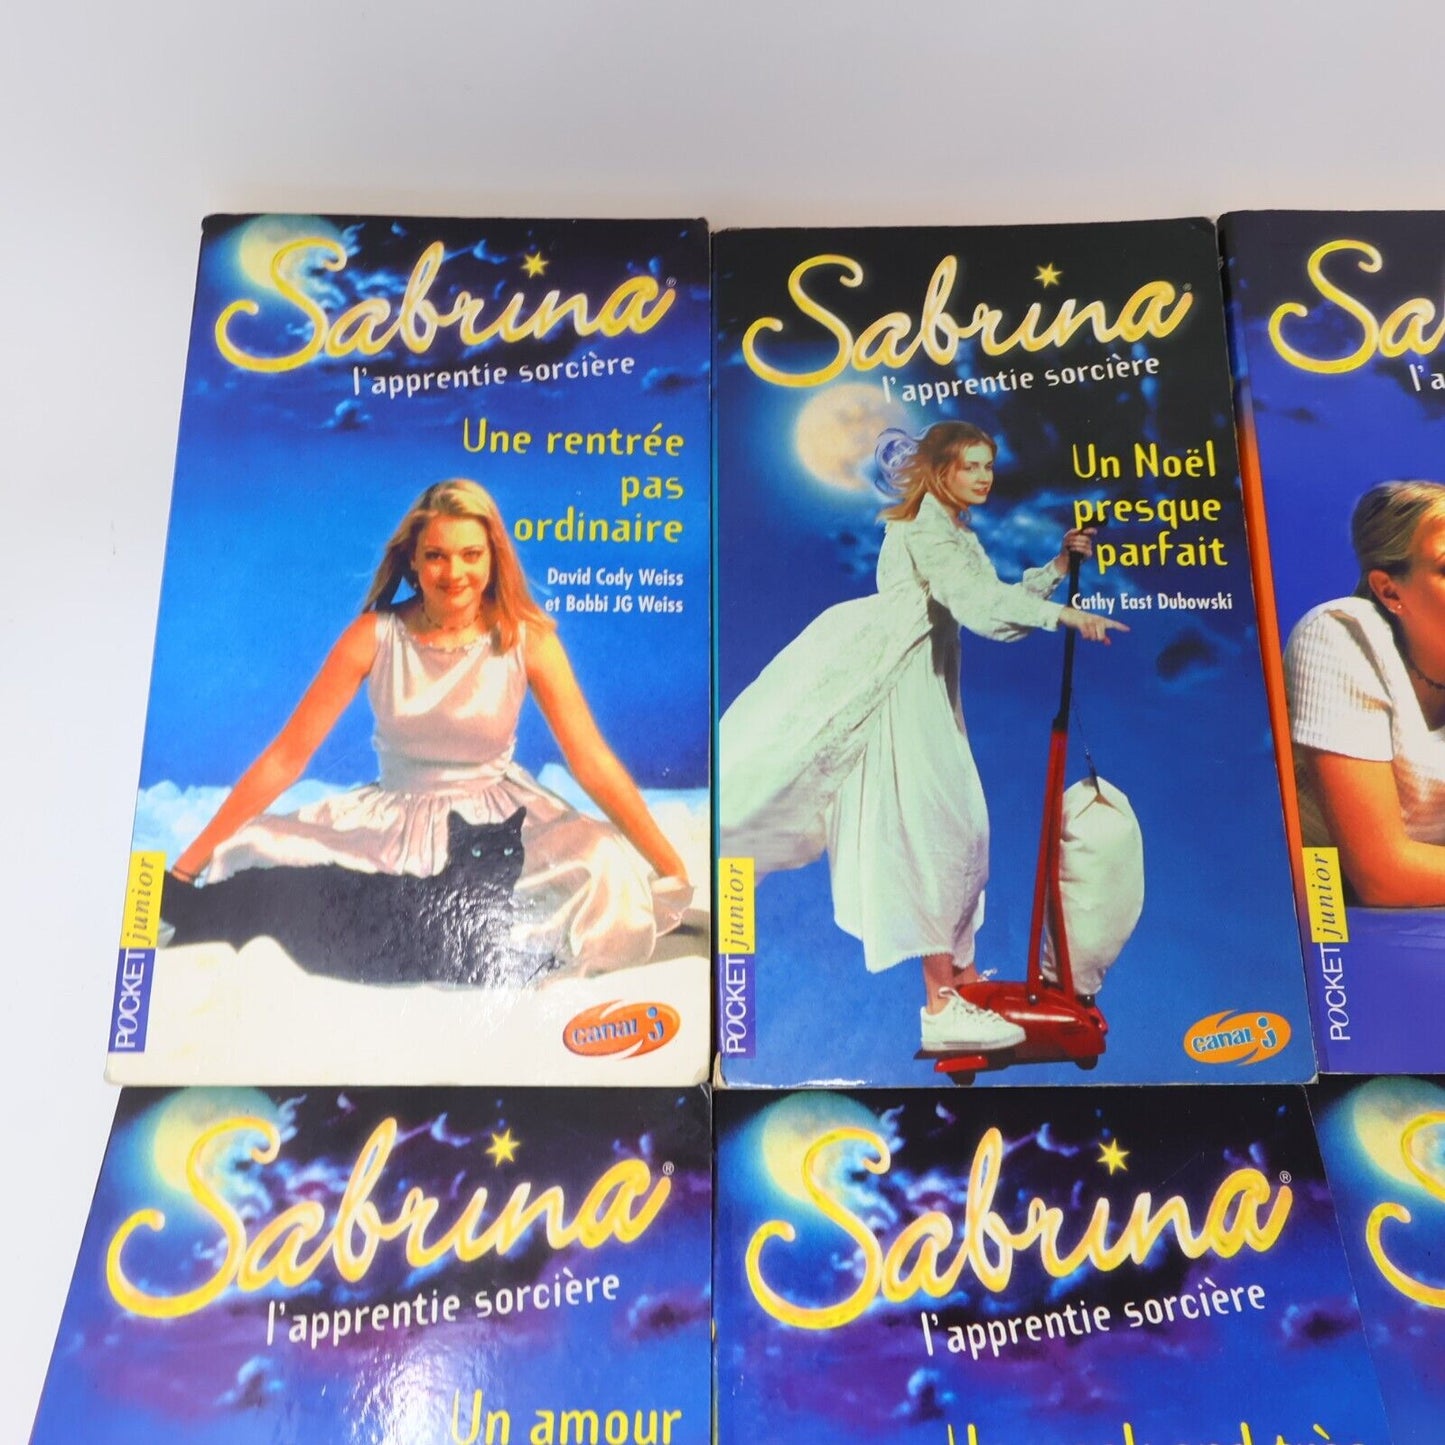 Sabrina®
l'apprentie sorcière
Une rentrée
pas
ordinaire
David Cody Weiss
et Bobbi JG Weiss
POCKET junior
canal j
Sabrina®
l'apprentie sorcière
Un Noël
presque
parfait
Cathy East Dubowski
POCKET junior
canal j
Sa
l'a
POCKET junior
Sabrina®
l'apprentie sorcière
Un amour
Sabrina®
l'apprentie sorcière